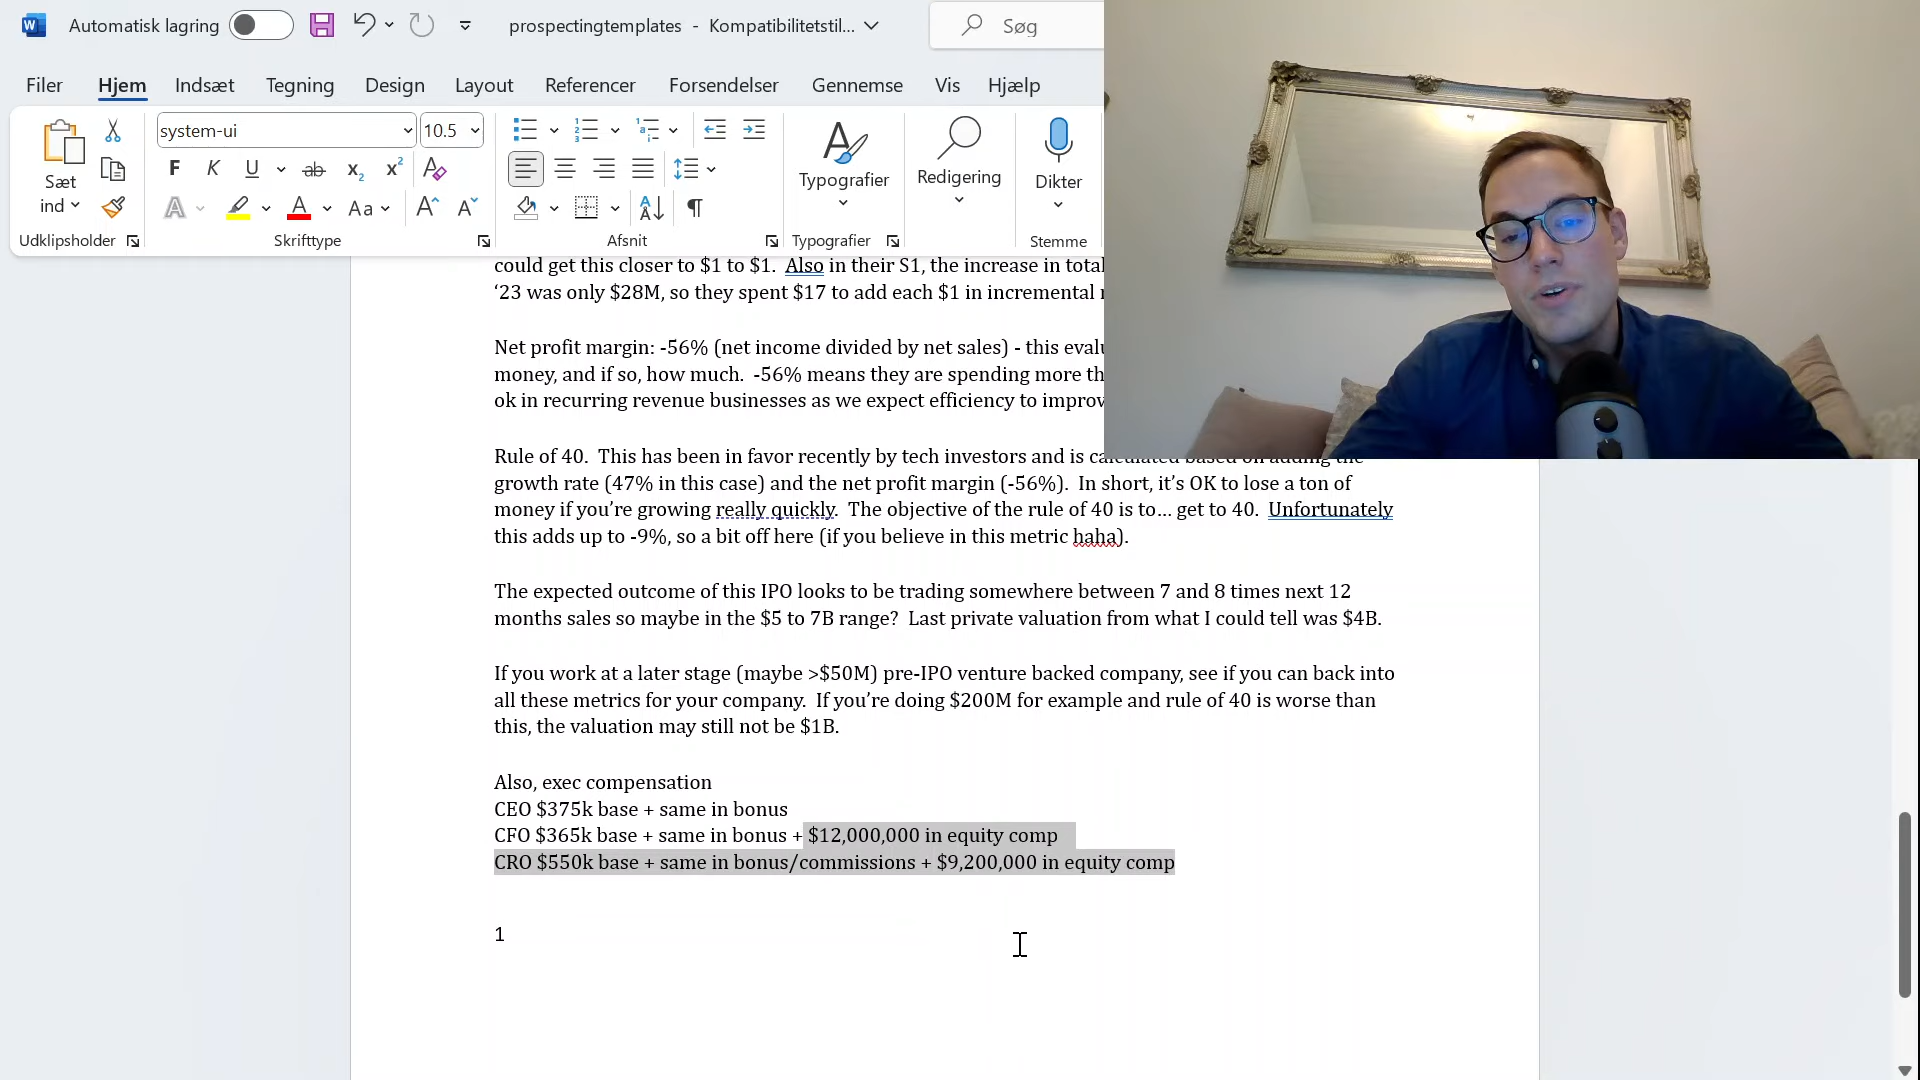 Automatisk lagring
prospectingtemplates - Kompatibilitetstil...
Søg
Filer
Hjem
Indsæt
Tegning
Design
Layout
Referencer
Forsendelser
Gennemse
Vis
Hjælp
Sæt
ind
Udklipsholder
system-ui
10.5
F K U ab x2 x2 A
A A Aa A A
Skrifttype
Afsnit
Typografier
Typografier
Redigering
Dikter
Stemme
could get this closer to $1 to $1. Also in their S1, the increase in total
‘23 was only $28M, so they spent $17 to add each $1 in incremental
Net profit margin: -56% (net income divided by net sales) - this
money, and if so, how much. -56% means they are spending more
ok in recurring revenue businesses as we expect efficiency to
Rule of 40. This has been in favor recently by tech investors and is calculated based on adding the
growth rate (47% in this case) and the net profit margin (-56%). In short, it’s OK to lose a ton of
money if you’re growing really quickly. The objective of the rule of 40 is to… get to 40. Unfortunately
this adds up to -9%, so a bit off here (if you believe in this metric haha).
The expected outcome of this IPO looks to be trading somewhere between 7 and 8 times next 12
months sales so maybe in the $5 to 7B range? Last private valuation from what I could tell was $4B.
If you work at a later stage (maybe >$50M) pre-IPO venture backed company, see if you can back into
all these metrics for your company. If you’re doing $200M for example and rule of 40 is worse than
this, the valuation may still not be $1B.
Also, exec compensation
CEO $375k base + same in bonus
CFO $365k base + same in bonus + $12,000,000 in equity comp
CRO $550k base + same in bonus/commissions + $9,200,000 in equity comp
1